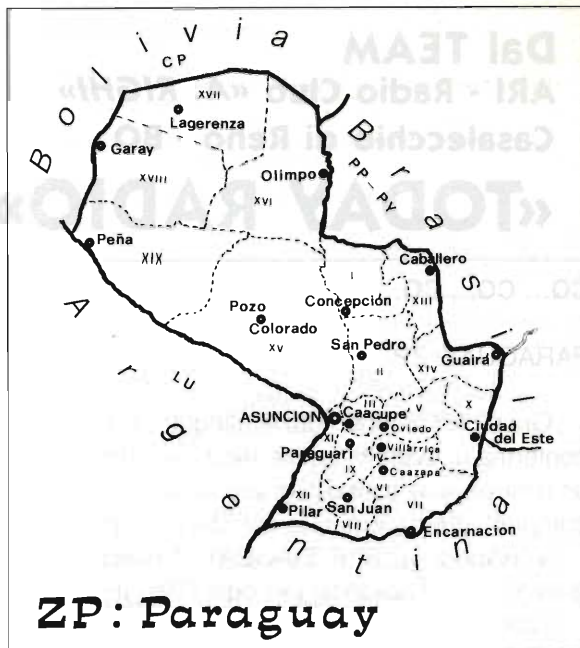 Dal TEAM
ARI - Radio Club «A. RIGHI»
Casalecchio di Reno - BO
«TODAY RADIO»
Bolivia
CP
XVII
Lagerenza
Garay
Brasil
PP-PY
Olimpo
XVIII
XVI
Peña
XIX
Caballero
Argentina
LU
I
XIII
Pozo
Colorado
XV
Concepción
San Pedro
II
XIV
Guairá
III
V
X
ASUNCION
Caacupe
Oviedo
Ciudad
del Este
XI
Villarrica
IV
Paraguari
IX
Caazapa
VI
VII
XII
Pilar
San Juan
VIII
Encarnacion
ZP: Paraguay